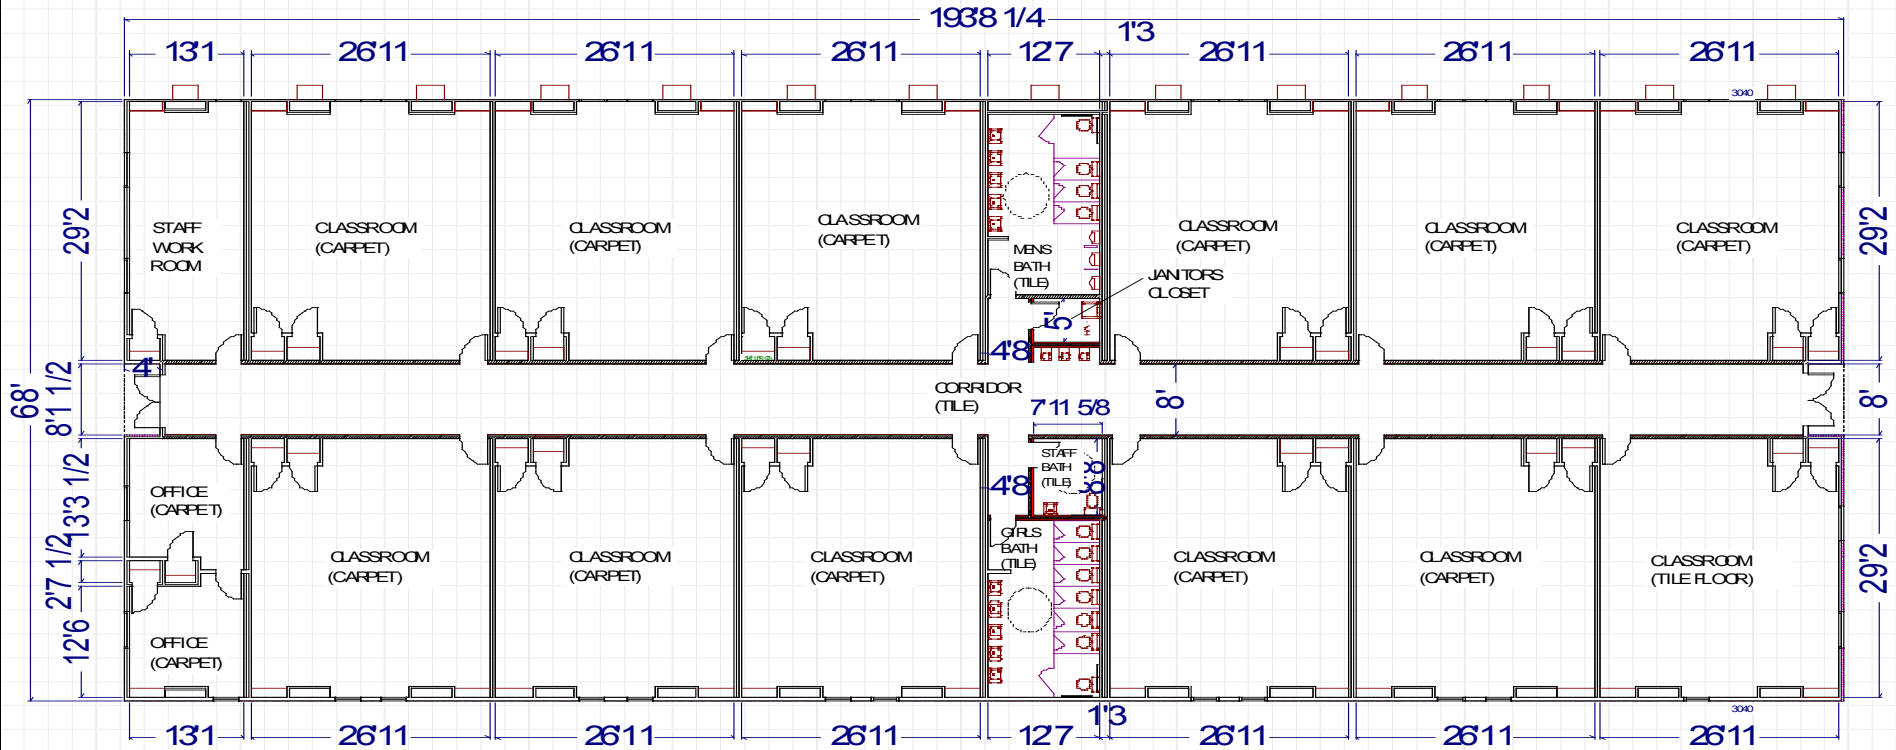 193'8 1/4
13'1
26'11
26'11
26'11
12'7
1'3
26'11
26'11
26'11
3040
29'2
STAFF
WORK
ROOM
CLASSROOM
(CARPET)
CLASSROOM
(CARPET)
CLASSROOM
(CARPET)
MENS
BATH
(TILE)
JANITORS
CLOSET
CLASSROOM
(CARPET)
CLASSROOM
(CARPET)
CLASSROOM
(CARPET)
29'2
5'
4'8
4'
68'
8'1 1/2
CORRIDOR
(TILE)
7'11 5/8
8'
8'
13'3 1/2
OFFICE
(CARPET)
4'8
STAFF
BATH
(TILE)
8'8
2'7 1/2
GIRLS
BATH
(TILE)
CLASSROOM
(CARPET)
CLASSROOM
(CARPET)
CLASSROOM
(CARPET)
CLASSROOM
(CARPET)
CLASSROOM
(CARPET)
CLASSROOM
(TILE FLOOR)
29'2
12'6
OFFICE
(CARPET)
3040
13'1
26'11
26'11
26'11
12'7
1'3
26'11
26'11
26'11